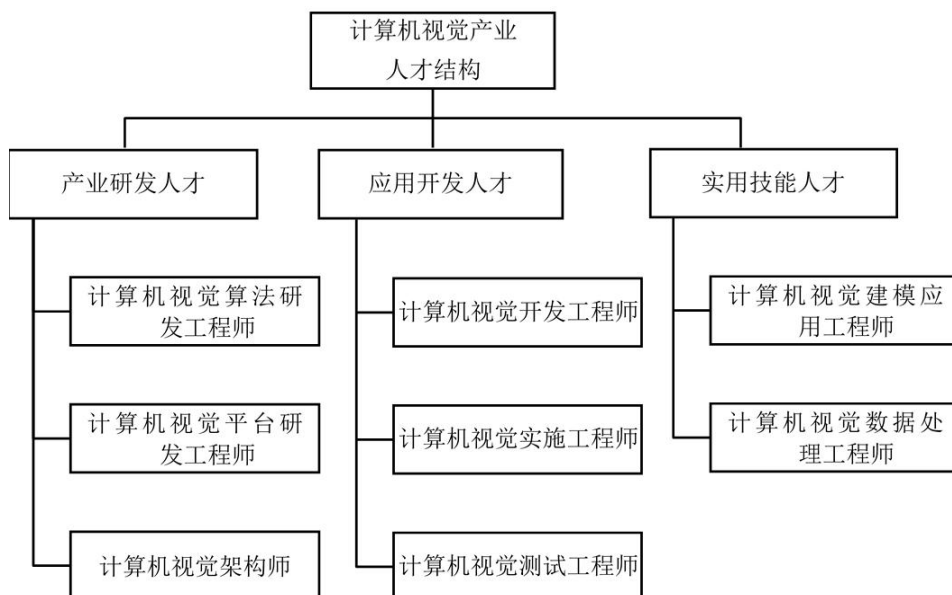 计算机视觉产业
人才结构
产业研发人才
应用开发人才
实用技能人才
计算机视觉算法研
发工程师
计算机视觉开发工程师
计算机视觉建模应
用工程师
计算机视觉平台研
发工程师
计算机视觉实施工程师
计算机视觉数据处
理工程师
计算机视觉架构师
计算机视觉测试工程师